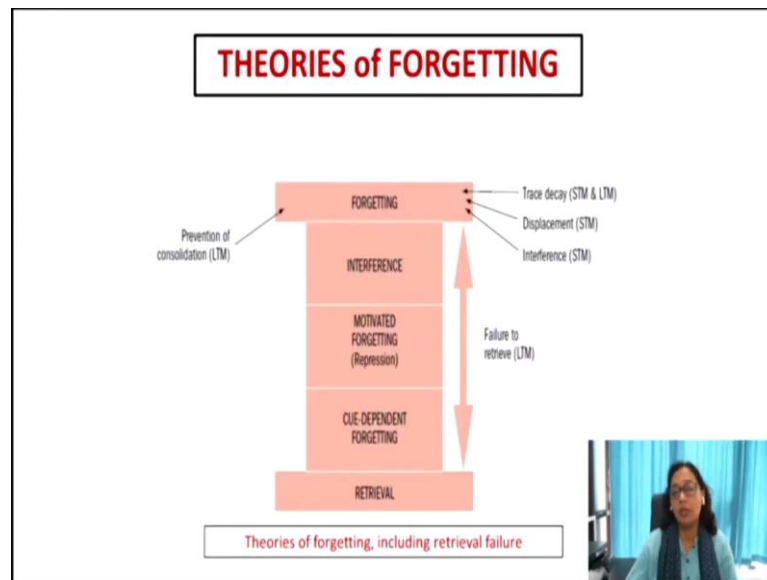 THEORIES of FORGETTING
FORGETTING
Trace decay (STM & LTM)
Displacement (STM)
Interference (STM)
Prevention of
consolidation (LTM)
INTERFERENCE
MOTIVATED
FORGETTING
(Repression)
Failure to
retrieve (LTM)
CUE-DEPENDENT
FORGETTING
RETRIEVAL
Theories of forgetting, including retrieval failure